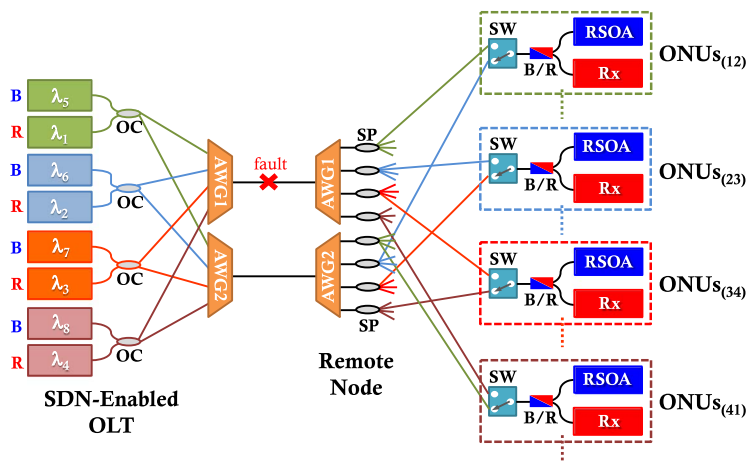 B
λ5
R
λ1
OC
B
λ6
R
λ2
OC
B
λ7
R
λ3
OC
B
λ8
R
λ4
OC
SDN-Enabled
OLT
AWG1
AWG2
fault
AWG1
AWG2
SP
SP
Remote
Node
SW
B/R
RSOA
Rx
ONUs(12)
SW
B/R
RSOA
Rx
ONUs(23)
SW
B/R
RSOA
Rx
ONUs(34)
SW
B/R
RSOA
Rx
ONUs(41)